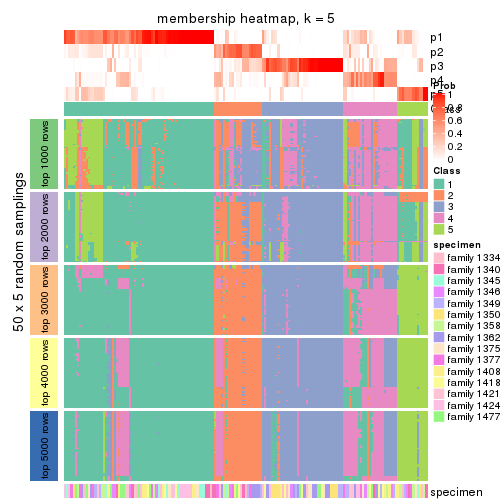 membership heatmap, k = 5
p1
p2
p3
p4
Prob
1
0.8
0.6
0.4
0.2
0
Class
1
2
3
4
5
specimen
family 1334
family 1340
family 1345
family 1346
family 1349
family 1350
family 1358
family 1362
family 1375
family 1377
family 1408
family 1418
family 1421
family 1424
family 1477
50 x 5 random samplings
top 1000 rows
top 2000 rows
top 3000 rows
top 4000 rows
top 5000 rows
specimen